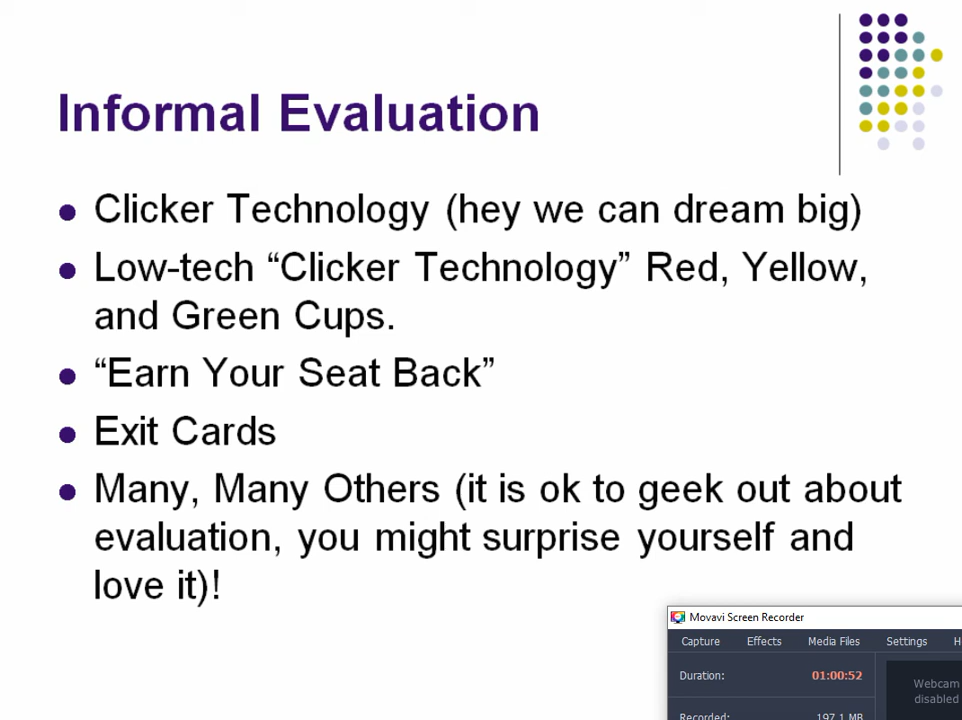 Informal Evaluation
Clicker Technology (hey we can dream big)
Low-tech “Clicker Technology” Red, Yellow,
and Green Cups.
“Earn Your Seat Back”
Exit Cards
Many, Many Others (it is ok to geek out about
evaluation, you might surprise yourself and
love it)!
Movavi Screen Recorder
Capture Effects Media Files Settings
Duration: 01:00:52
Webcam
disabled
Recorded: 197.1 MB